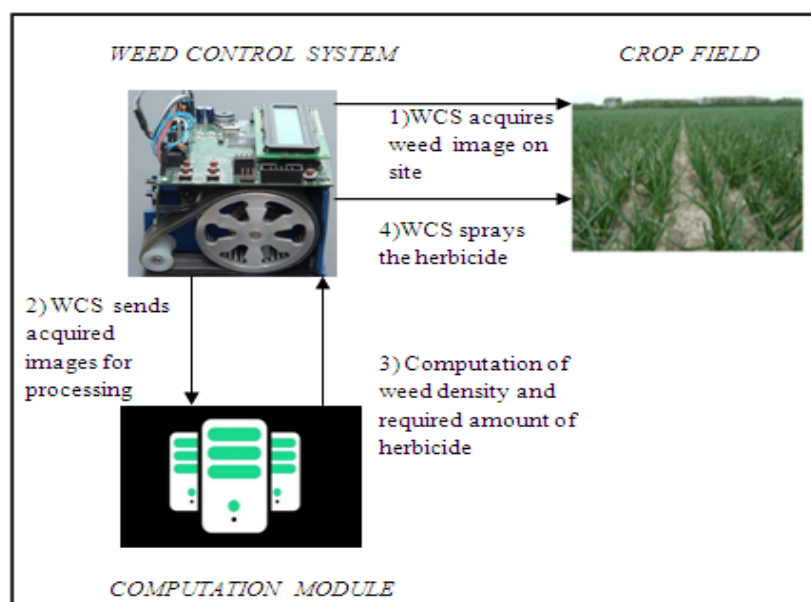 WEED CONTROL SYSTEM
CROP FIELD
1)WCS acquires
weed image on
site
4)WCS sprays
the herbicide
2) WCS sends
acquired
images for
processing
3) Computation of
weed density and
required amount of
herbicide
COMPUTATION MODULE